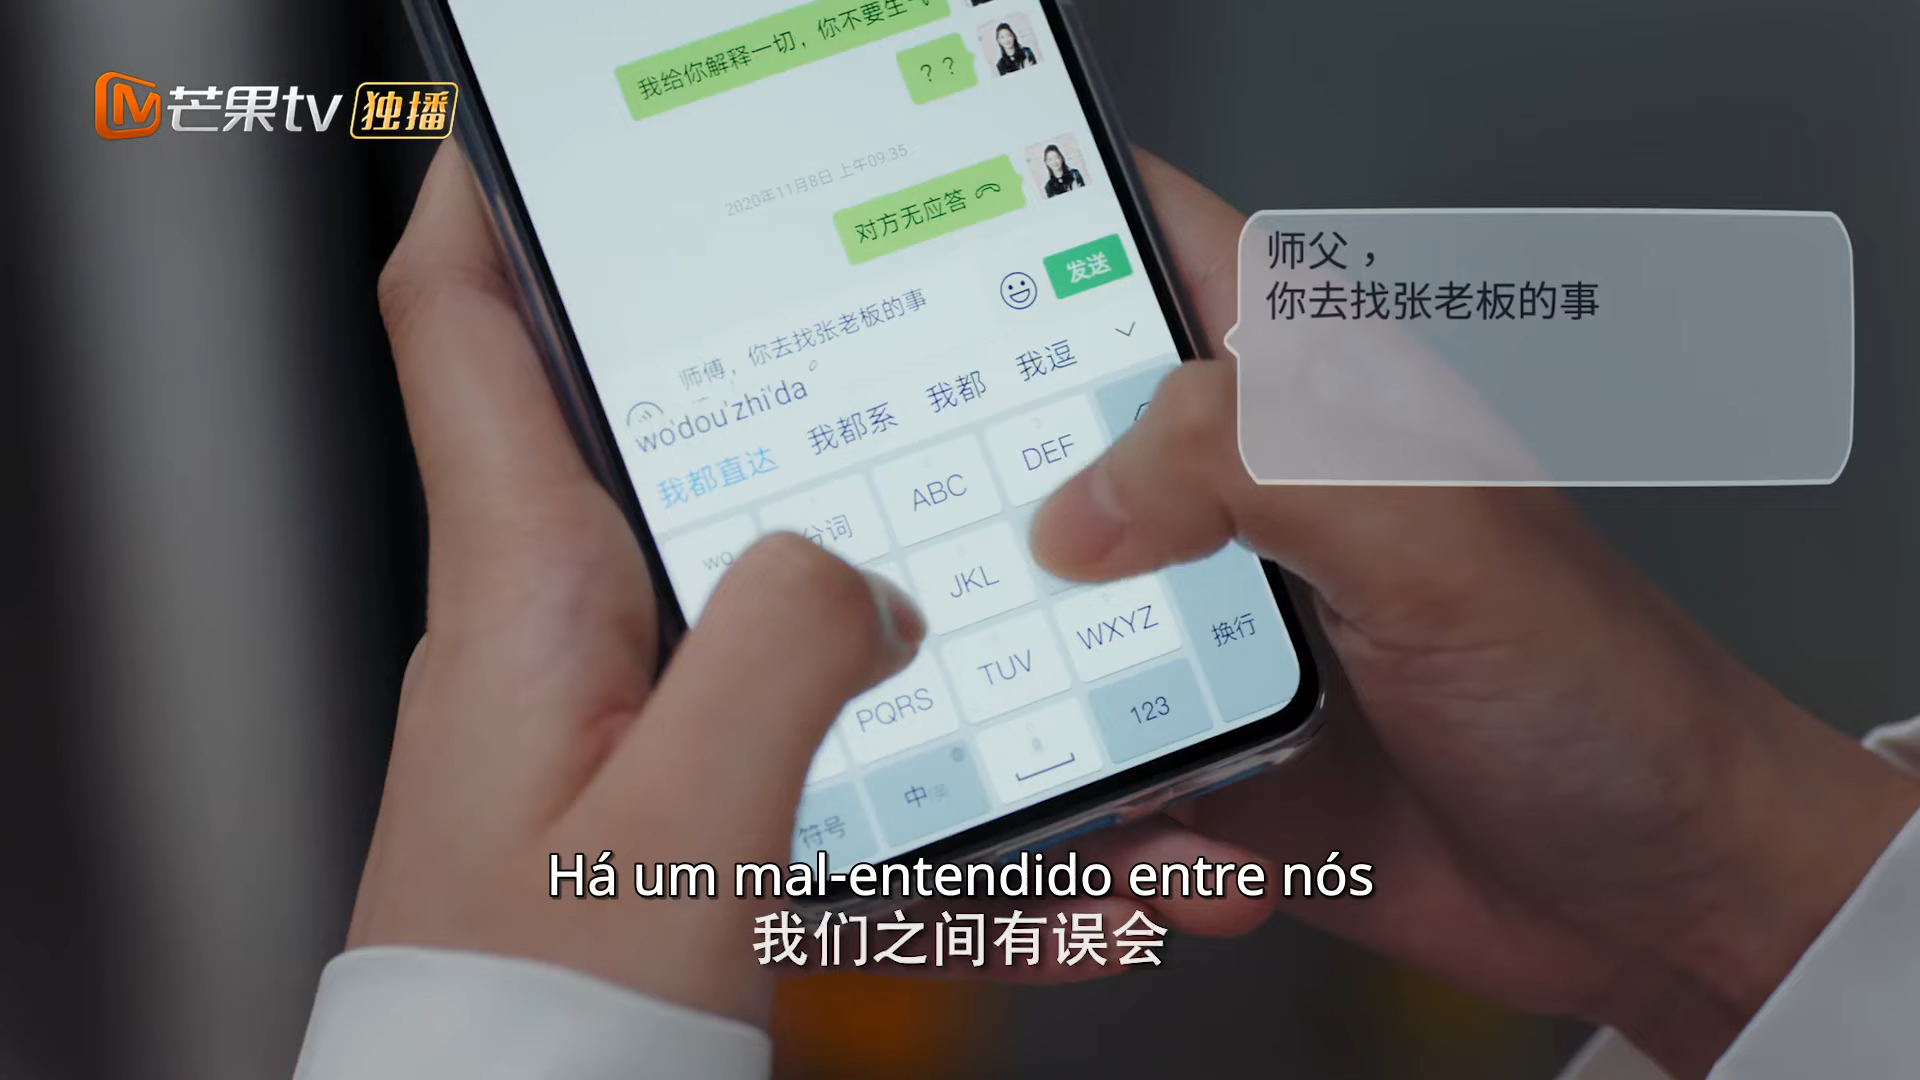 我给你解释一切，你不要生气
？？
芒果tv 独播
2020年11月8日 上午09:35
对方无应答
师父，
你去找张老板的事
发送
师傅，你去找张老板的事
wo'dou'zhi'da
我都直达 我都系 我都 我逗
wo 分词 ABC DEF
JKL
PQRS TUV WXYZ 换行
符号 中/英 123
Há um mal-entendido entre nós
我们之间有误会